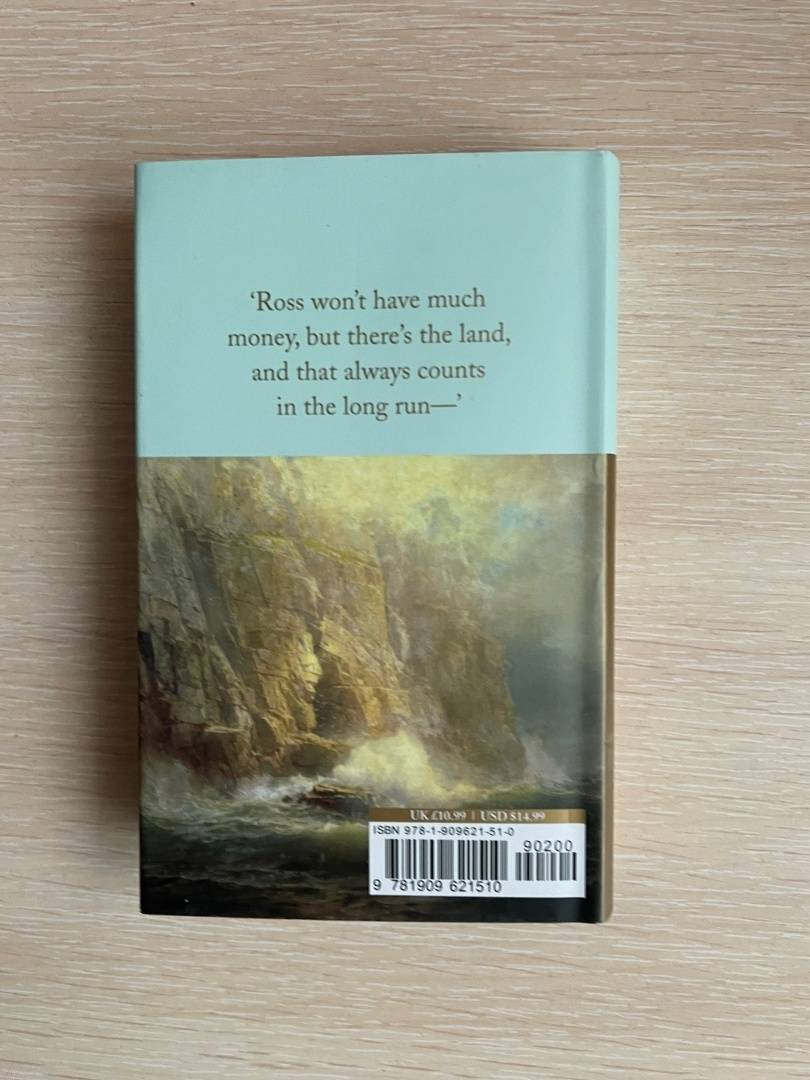 ‘Ross won’t have much
money, but there’s the land,
and that always counts
in the long run—’
UK £10.99 | USD $14.99
ISBN 978-1-909621-51-0
90200
9 781909 621510